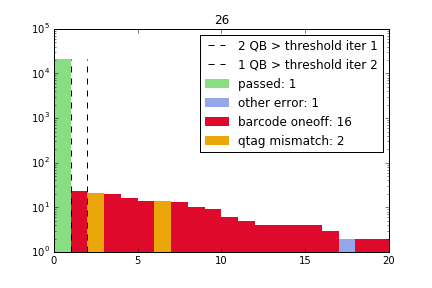 26
10^5
10^4
10^3
10^2
10^1
10^0
2 QB > threshold iter 1
1 QB > threshold iter 2
passed: 1
other error: 1
barcode oneoff: 16
qtag mismatch: 2
0 5 10 15 20